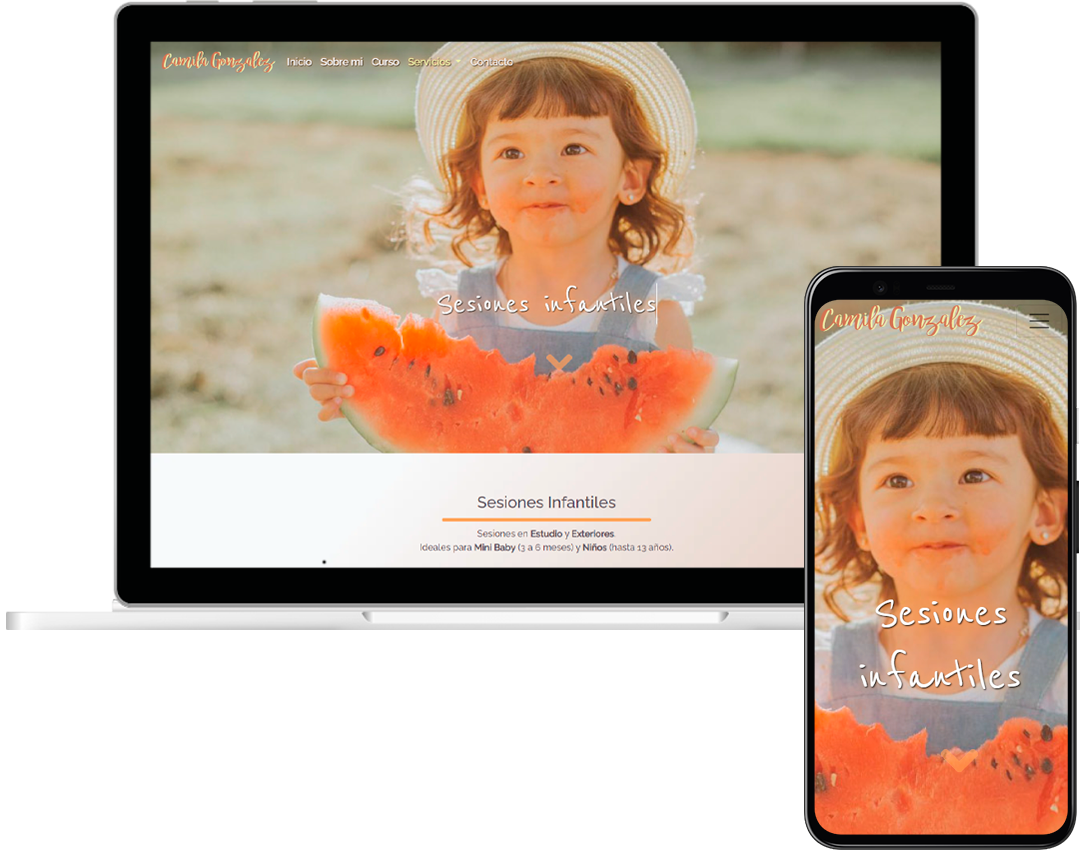 Camila Gonzalez Inicio Sobre mi Curso Servicios Contacto
Sesiones infantiles
Sesiones Infantiles
Sesiones en Estudio y Exteriores.
Ideales para Mini Baby (3 a 6 meses) y Niños (hasta 13 años).
Camila Gonzalez
Sesiones
infantiles